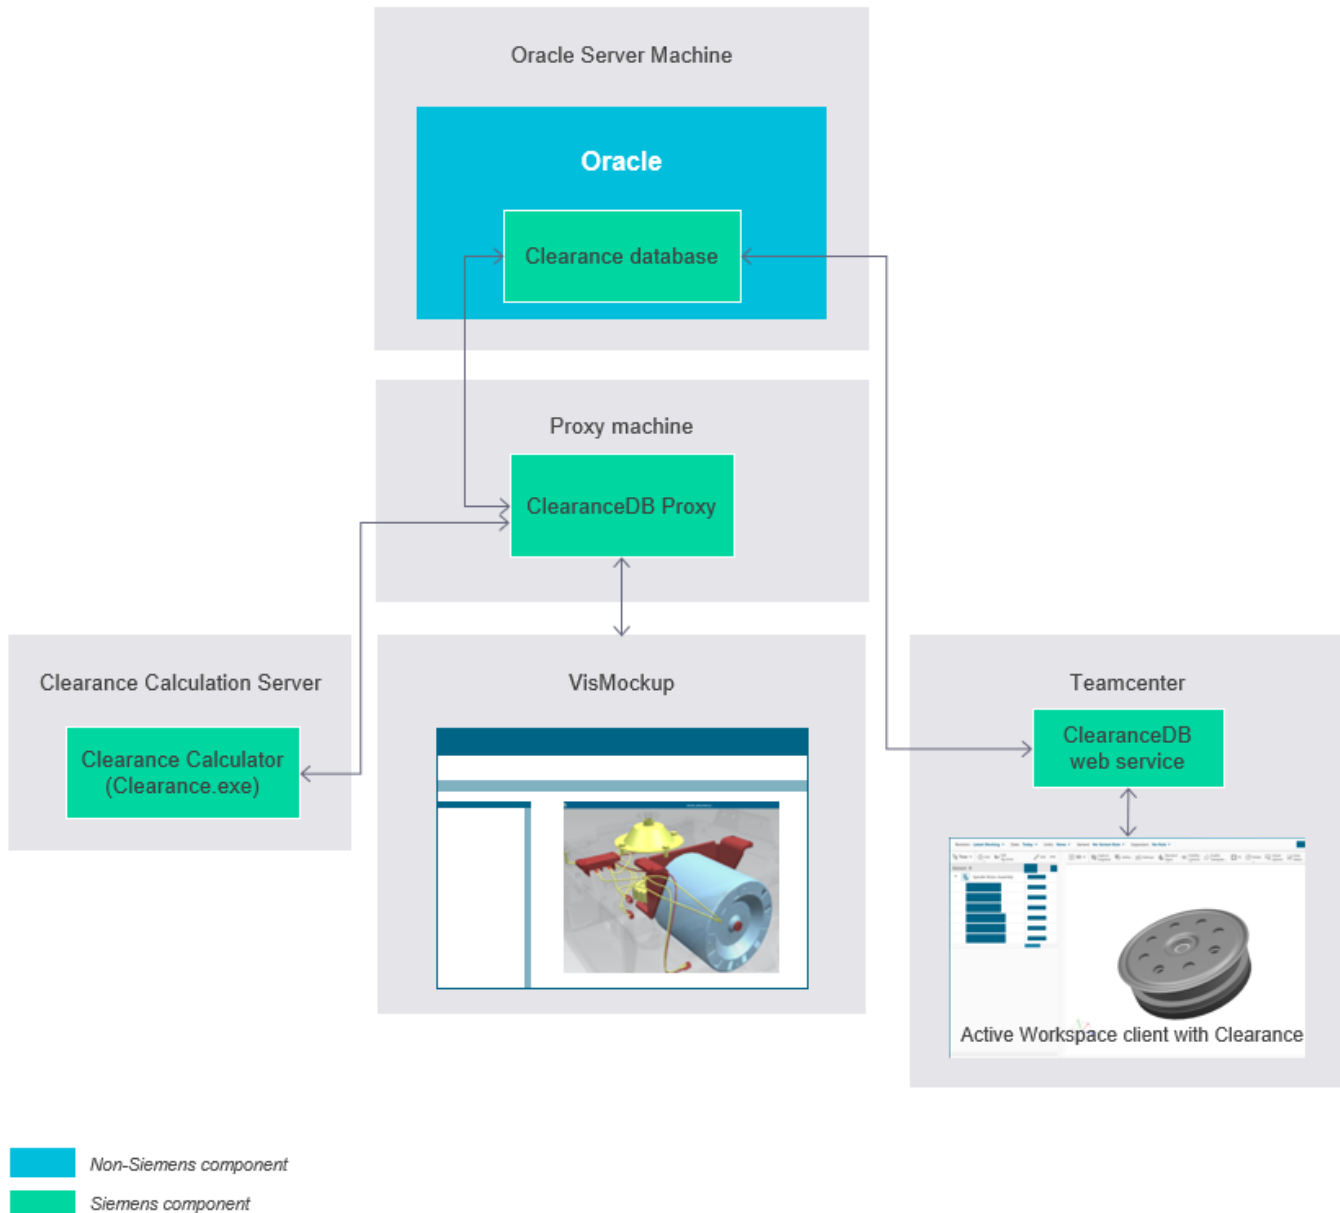 Oracle Server Machine
Oracle
Clearance database
Proxy machine
ClearanceDB Proxy
Clearance Calculation Server
Clearance Calculator
(Clearance.exe)
VisMockup
Teamcenter
ClearanceDB
web service
Active Workspace client with Clearance
Non-Siemens component
Siemens component